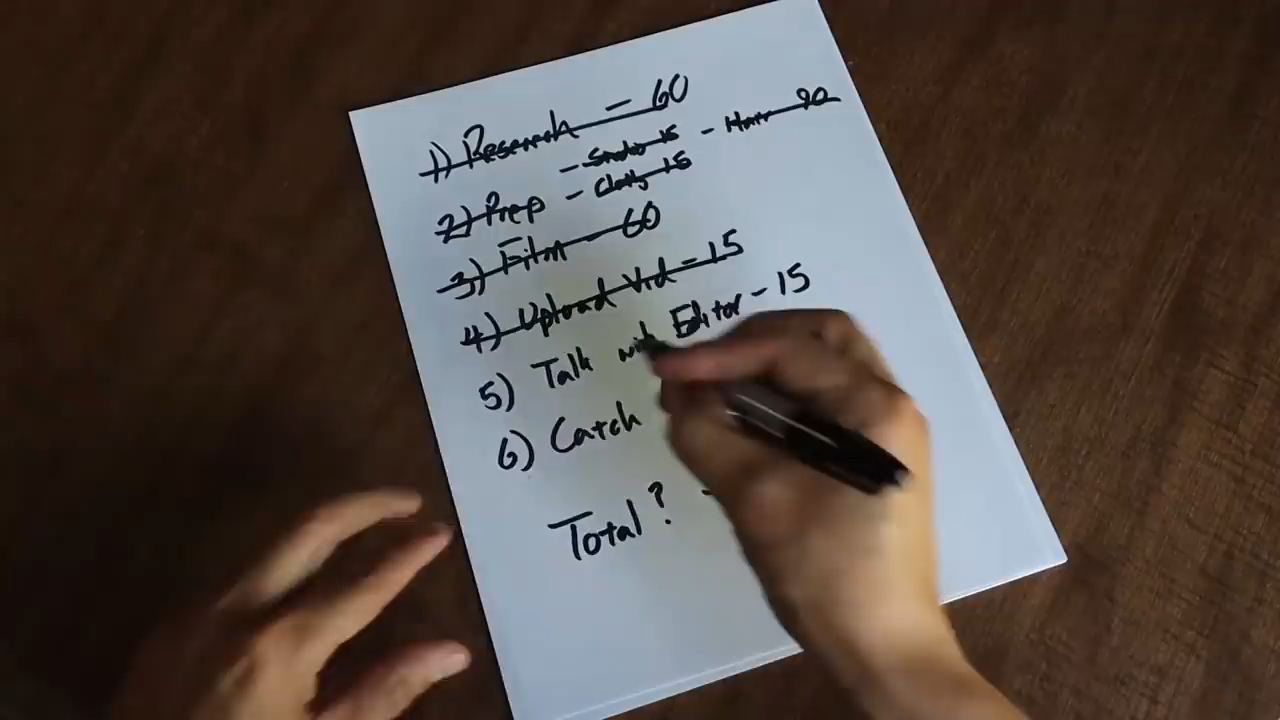 1) Research - 60
2) Prep - Studio 15 - Hair 90
- Clothes 15
3) Film - 60
4) Upload Vid - 15
5) Talk with Editor - 15
6) Catch
Total? -